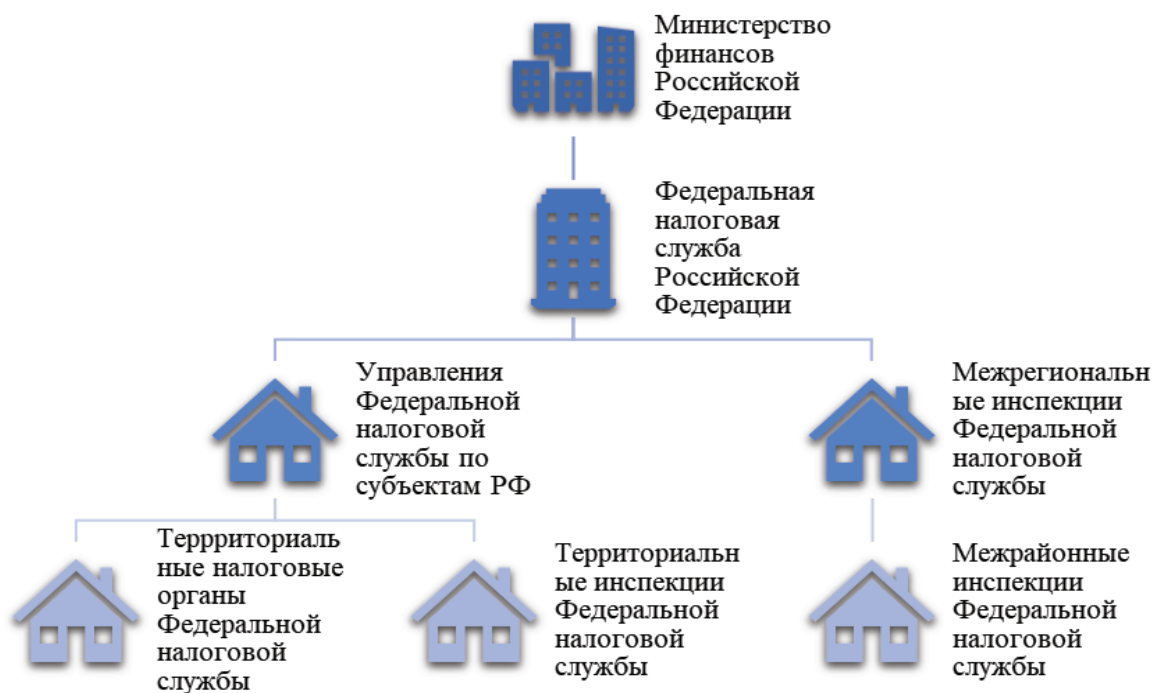 Министерство
финансов
Российской
Федерации
Федеральная
налоговая
служба
Российской
Федерации
Управления
Федеральной
налоговой
службы по
субъектам РФ
Межрегиональн
ые инспекции
Федеральной
налоговой
службы
Террриториаль
ные налоговые
органы
Федеральной
налоговой
службы
Территориальн
ые инспекции
Федеральной
налоговой
службы
Межрайонные
инспекции
Федеральной
налоговой
службы